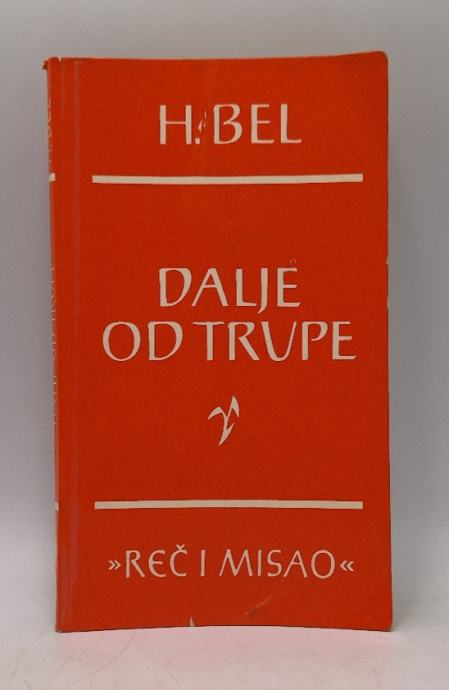 H. BEL
DALJE
OD TRUPE
»REČ I MISAO«